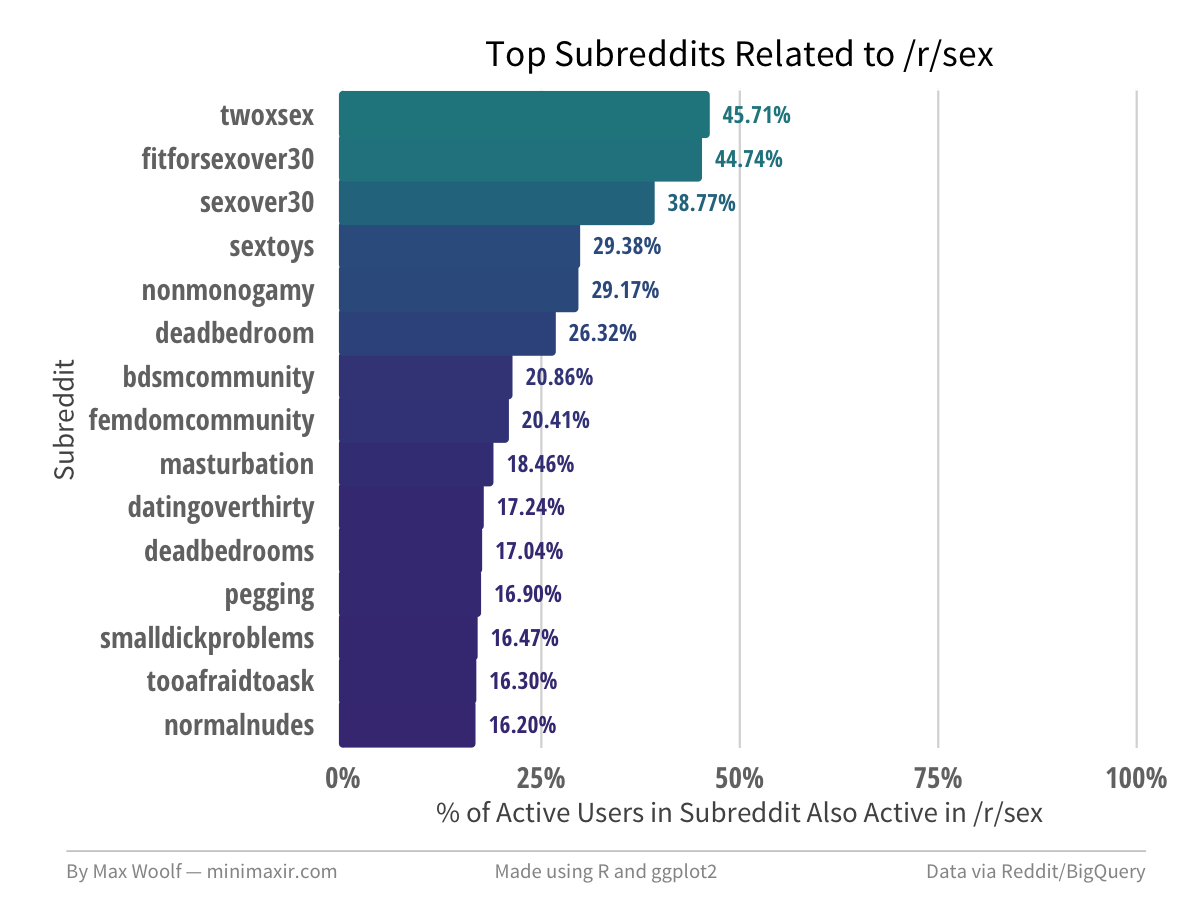 Top Subreddits Related to /r/sex
twoxsex 45.71%
fitforsexover30 44.74%
sexover30 38.77%
sextoys 29.38%
nonmonogamy 29.17%
deadbedroom 26.32%
bdsmcommunity 20.86%
femdomcommunity 20.41%
masturbation 18.46%
datingoverthirty 17.24%
deadbedrooms 17.04%
pegging 16.90%
smalldickproblems 16.47%
tooafraidtoask 16.30%
normalnudes 16.20%
Subreddit
0% 25% 50% 75% 100%
% of Active Users in Subreddit Also Active in /r/sex
By Max Woolf — minimaxir.com Made using R and ggplot2 Data via Reddit/BigQuery